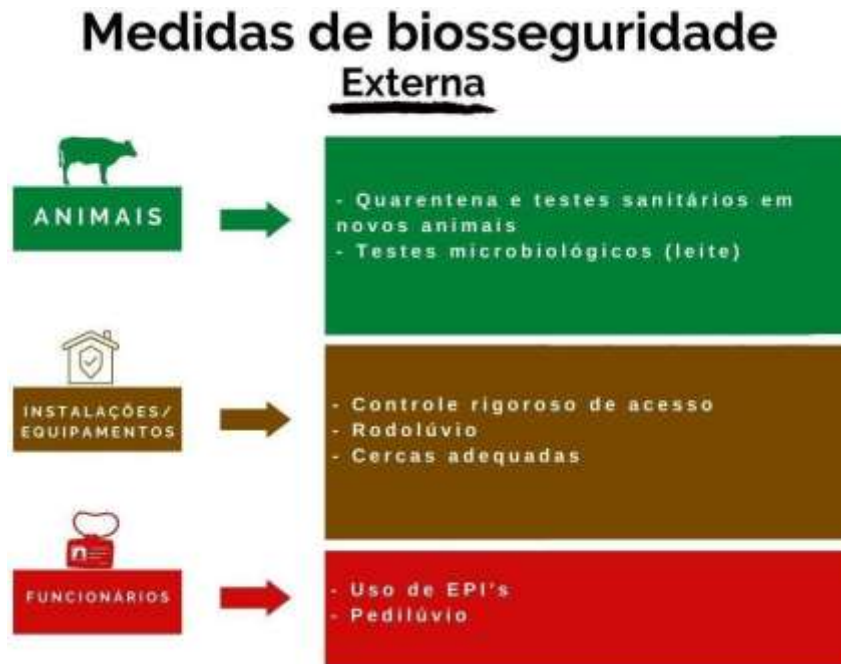 Medidas de biosseguridade
Externa
ANIMAIS
- Quarentena e testes sanitários em
novos animais
- Testes microbiológicos (leite)
INSTALAÇÕES/
EQUIPAMENTOS
- Controle rigoroso de acesso
- Rodolúvio
- Cercas adequadas
FUNCIONÁRIOS
- Uso de EPI's
- Pedilúvio